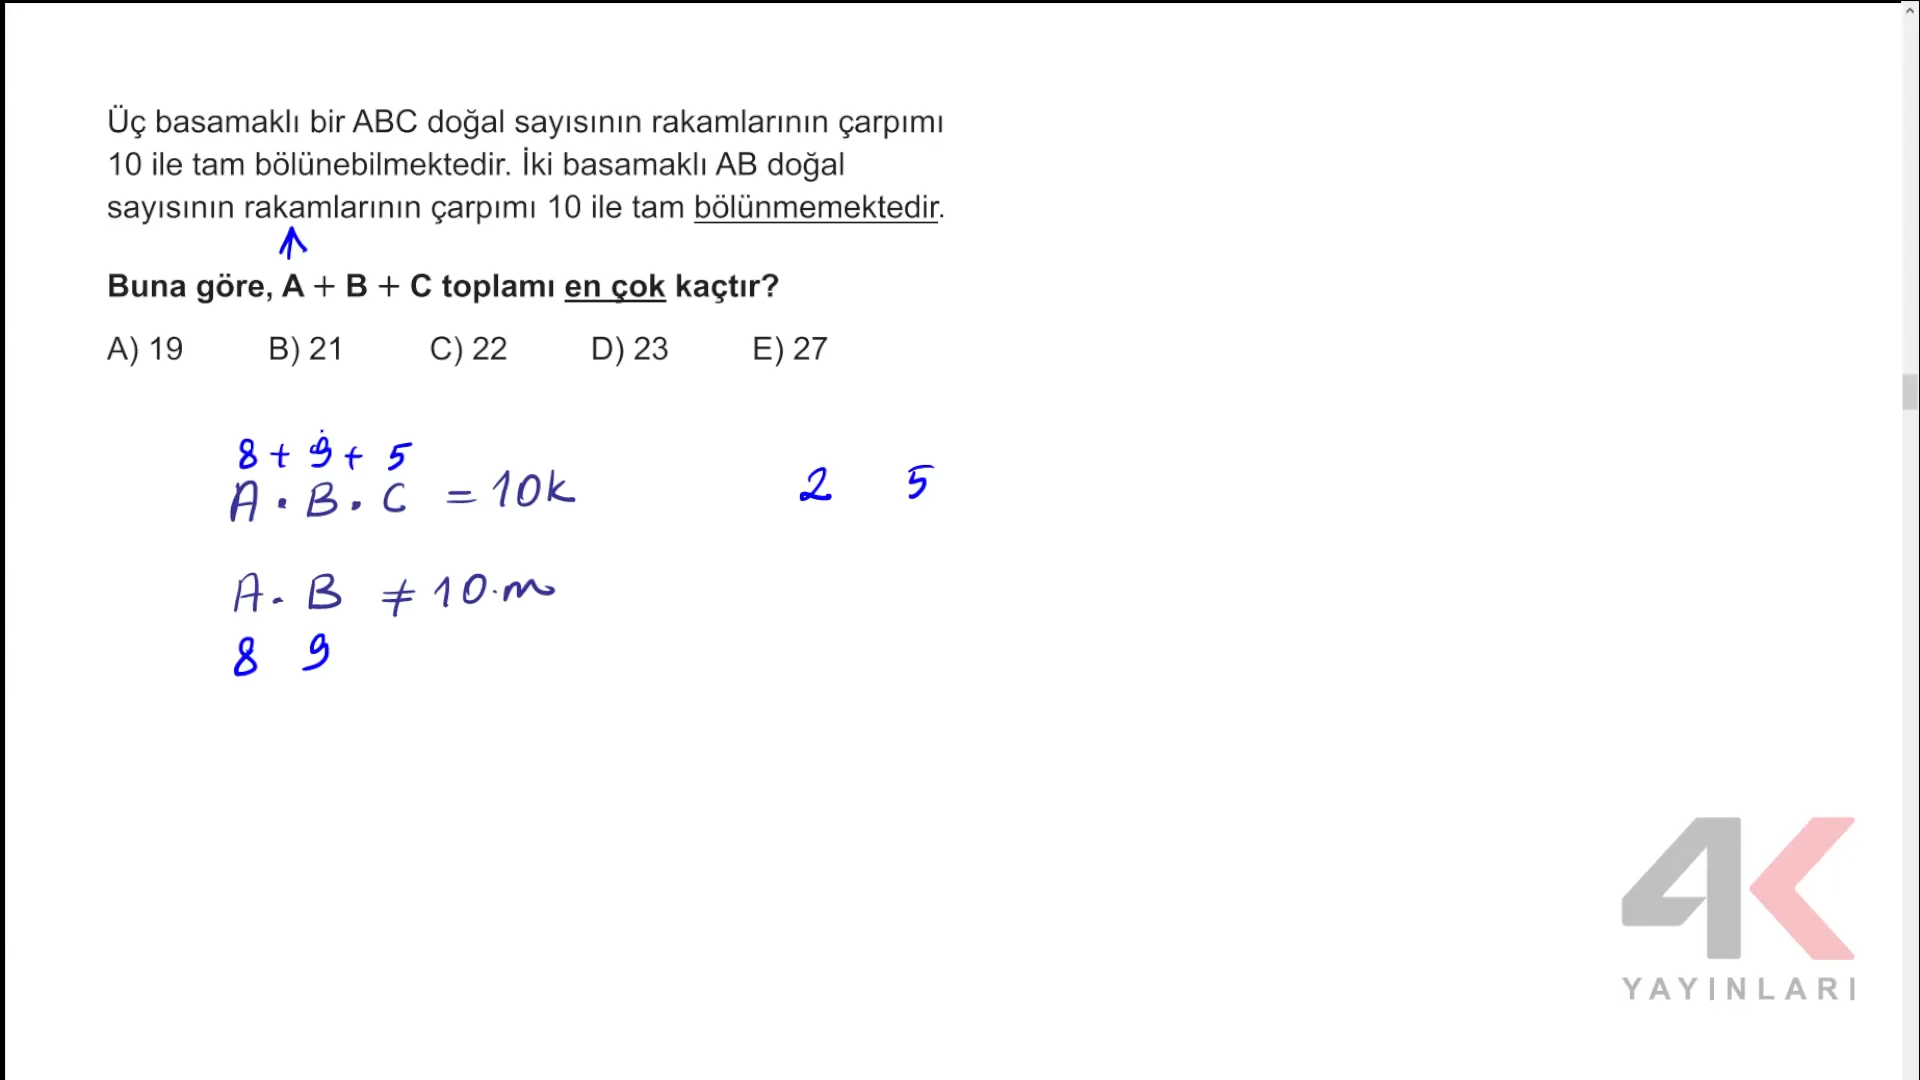 Üç basamaklı bir ABC doğal sayısının rakamlarının çarpımı
10 ile tam bölünebilmektedir. İki basamaklı AB doğal
sayısının rakamlarının çarpımı 10 ile tam bölünmemektedir.
Buna göre, A + B + C toplamı en çok kaçtır?
A) 19 B) 21 C) 22 D) 23 E) 27
8 + 9 + 5
A . B . C = 10k 2 5
A . B ≠ 10.m
8 9
4K
YAYINLARI